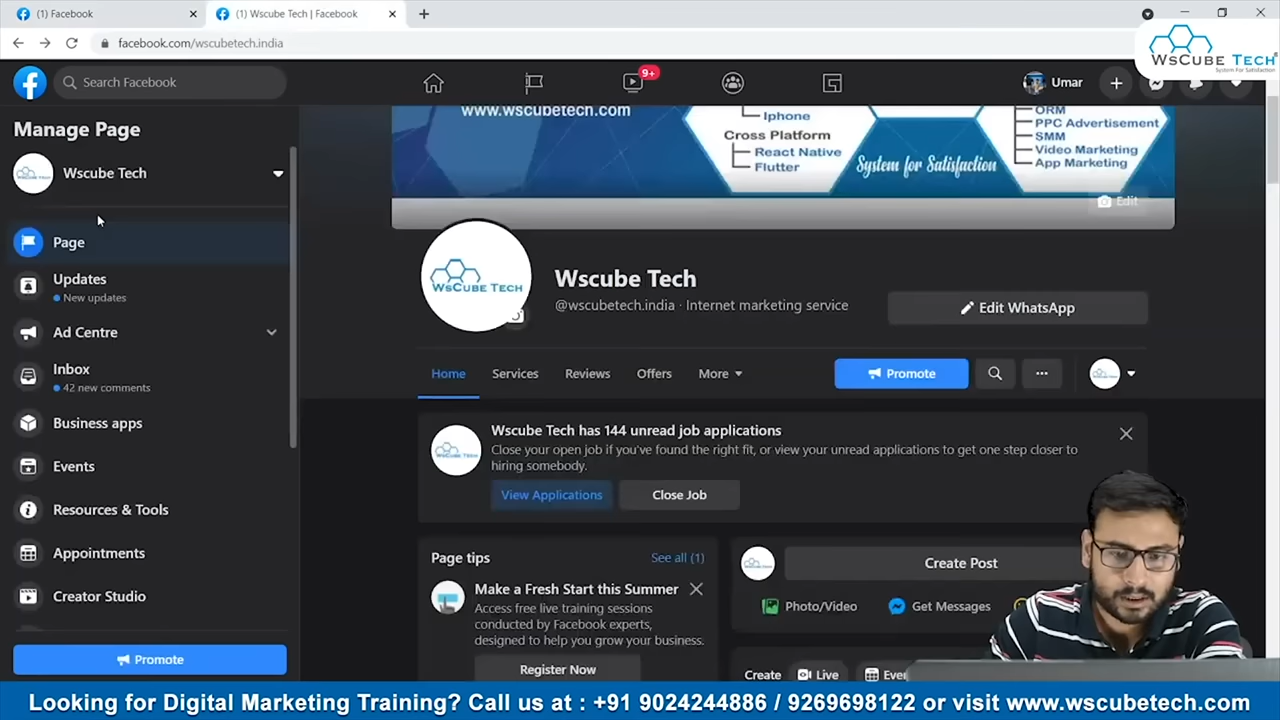 (1) Facebook
(1) Wscube Tech | Facebook
facebook.com/wscubetech.india
WsCube Tech
System For Satisfaction
Search Facebook
9+
Umar
Manage Page
Wscube Tech
Page
Updates
New updates
Ad Centre
Inbox
42 new comments
Business apps
Events
Resources & Tools
Appointments
Creator Studio
Promote
www.wscubetech.com
Iphone
Cross Platform
React Native
Flutter
System for Satisfaction
ORM
PPC Advertisement
SMM
Video Marketing
App Marketing
Edit
WsCube Tech
Wscube Tech
@wscubetech.india · Internet marketing service
Edit WhatsApp
Home
Services
Reviews
Offers
More
Promote
Wscube Tech has 144 unread job applications
Close your open job if you've found the right fit, or view your unread applications to get one step closer to
hiring somebody.
View Applications
Close Job
Page tips
See all (1)
Make a Fresh Start this Summer
Access free live training sessions
conducted by Facebook experts,
designed to help you grow your business.
Register Now
Create Post
Photo/Video
Get Messages
Create
Live
Looking for Digital Marketing Training? Call us at : +91 9024244886 / 9269698122 or visit www.wscubetech.com